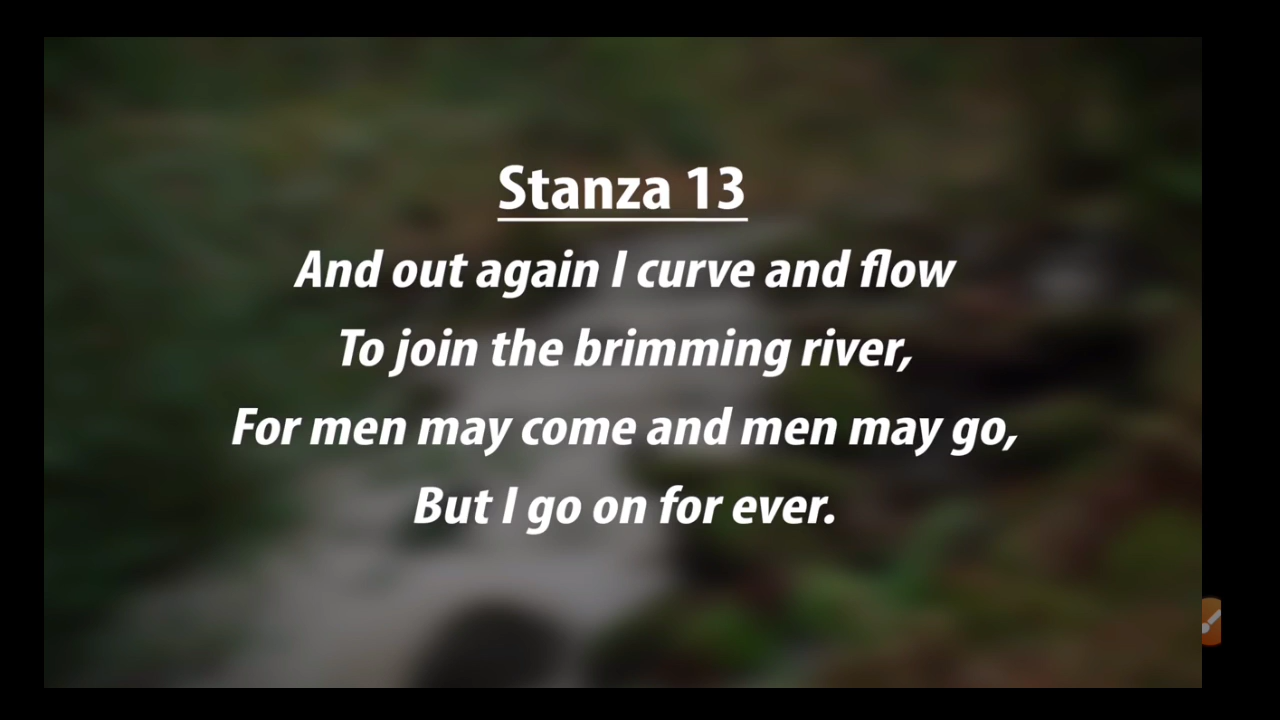 Stanza 13
And out again I curve and flow
To join the brimming river,
For men may come and men may go,
But I go on for ever.